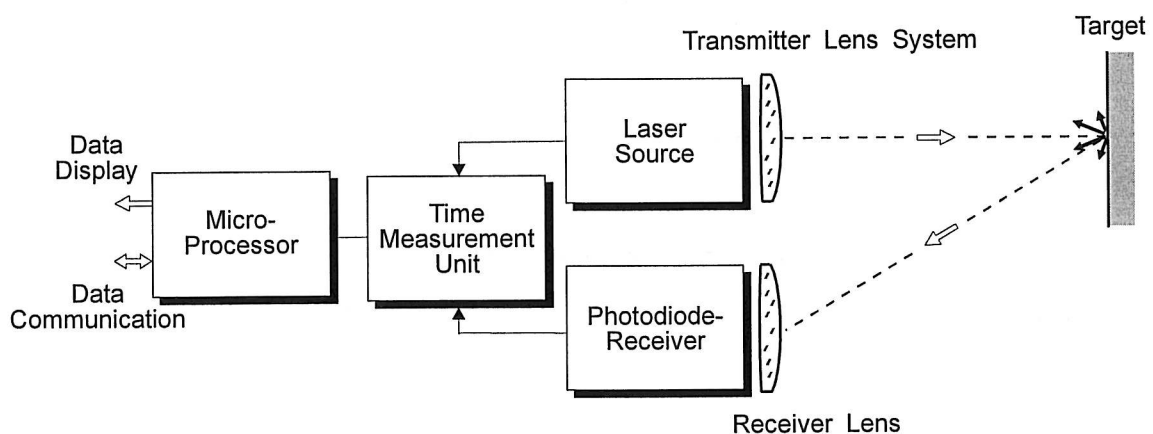 Target
Transmitter Lens System
Laser
Source
Data
Display
Micro-
Processor
Time
Measurement
Unit
Data
Communication
Photodiode-
Receiver
Receiver Lens